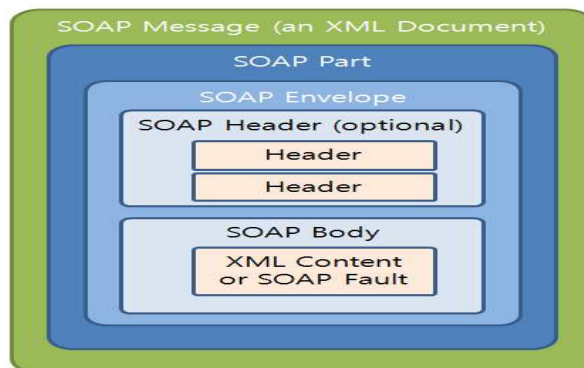 SOAP Message (an XML Document)
SOAP Part
SOAP Envelope
SOAP Header (optional)
Header
Header
SOAP Body
XML Content
or SOAP Fault